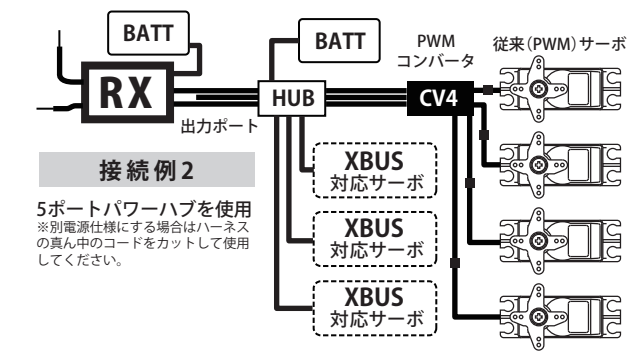 BATT
RX
出力ポート
BATT
HUB
PWM
コンバータ
CV4
従来(PWM)サーボ
接続例2
5ポートパワーハブを使用
※別電源仕様にする場合はハーネス
の真ん中のコードをカットして使用
してください。
XBUS
対応サーボ
XBUS
対応サーボ
XBUS
対応サーボ